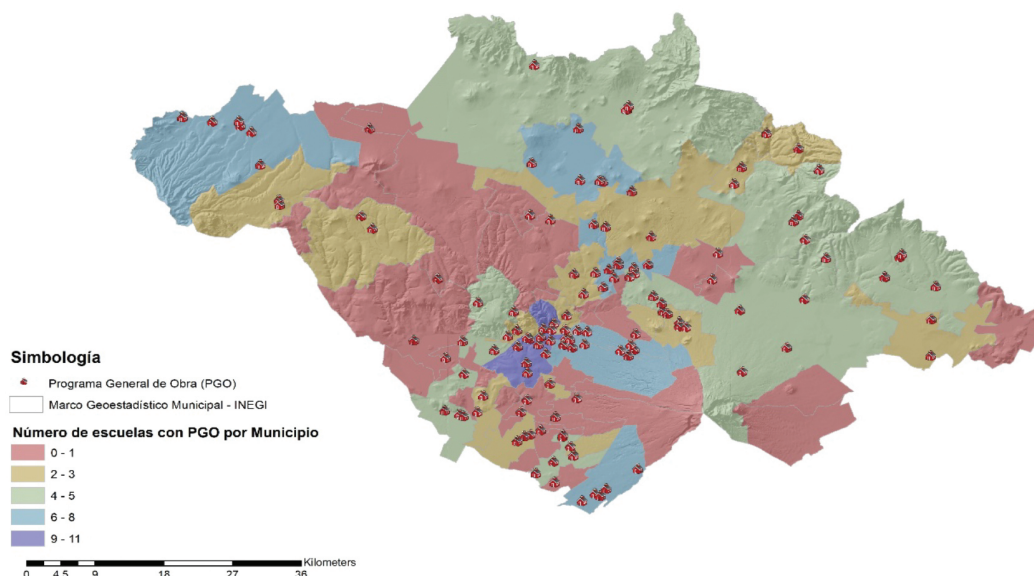 Simbología
Programa General de Obra (PGO)
Marco Geoestadístico Municipal - INEGI
Número de escuelas con PGO por Municipio
0 - 1
2 - 3
4 - 5
6 - 8
9 - 11
Kilometers
0 4.5 9 18 27 36